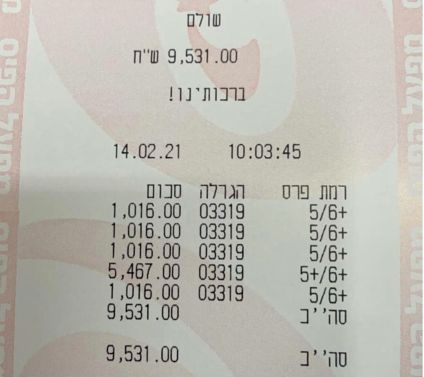 שולם
9,531.00 ש"ח
ברכותינו!
14.02.21 10:03:45
רמת פרס הגרלה סכום
5/6+ 03319 1,016.00
5/6+ 03319 1,016.00
5/6+ 03319 1,016.00
5+/6+ 03319 5,467.00
5/6+ 03319 1,016.00
סה''כ 9,531.00
סה''כ 9,531.00